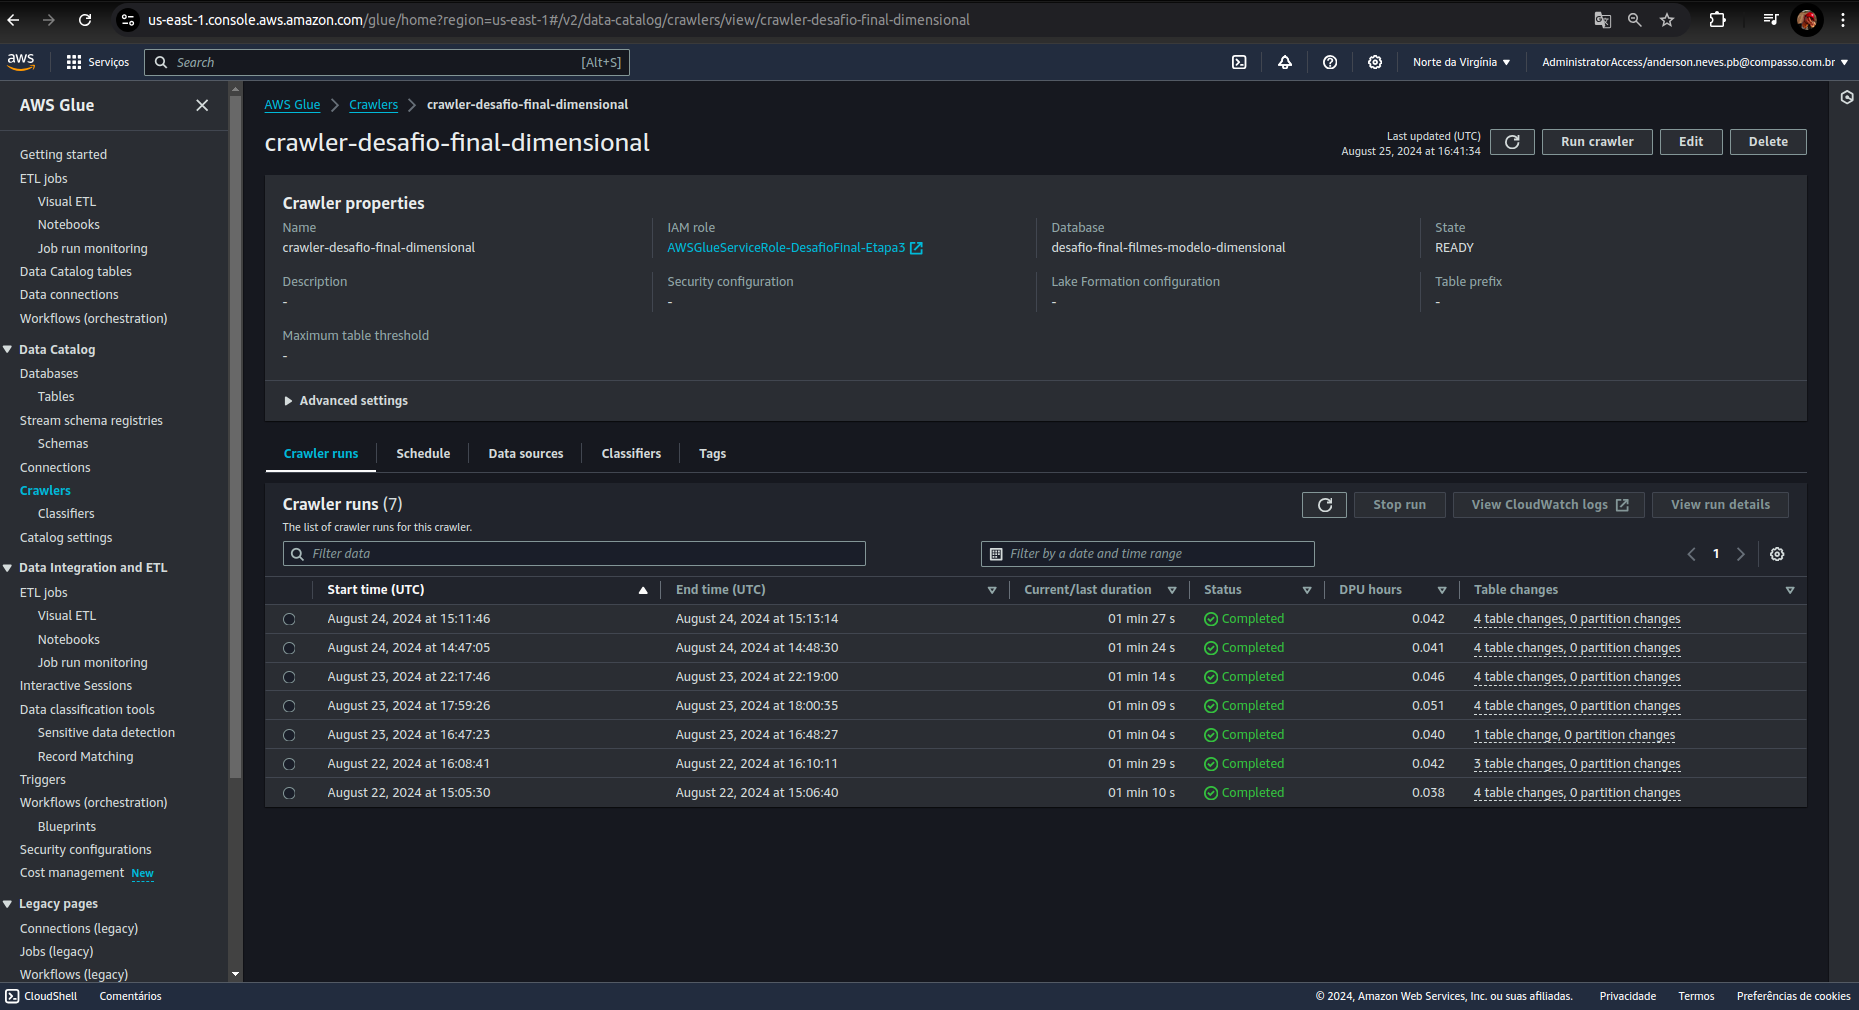 us-east-1.console.aws.amazon.com/glue/home?region=us-east-1#/v2/data-catalog/crawlers/view/crawler-desafio-final-dimensional
aws
Serviços
Search
[Alt+S]
Norte da Virgínia
AdministratorAccess/anderson.neves.pb@compasso.com.br
AWS Glue
Getting started
ETL jobs
Visual ETL
Notebooks
Job run monitoring
Data Catalog tables
Data connections
Workflows (orchestration)
Data Catalog
Databases
Tables
Stream schema registries
Schemas
Connections
Crawlers
Classifiers
Catalog settings
Data Integration and ETL
ETL jobs
Visual ETL
Notebooks
Job run monitoring
Interactive Sessions
Data classification tools
Sensitive data detection
Record Matching
Triggers
Workflows (orchestration)
Blueprints
Security configurations
Cost management New
Legacy pages
Connections (legacy)
Jobs (legacy)
Workflows (legacy)
AWS Glue Crawlers crawler-desafio-final-dimensional
crawler-desafio-final-dimensional
Last updated (UTC)
August 25, 2024 at 16:41:34
Run crawler
Edit
Delete
Crawler properties
Name
crawler-desafio-final-dimensional
IAM role
AWSGlueServiceRole-DesafioFinal-Etapa3
Database
desafio-final-filmes-modelo-dimensional
State
READY
Description
-
Security configuration
-
Lake Formation configuration
-
Table prefix
-
Maximum table threshold
-
Advanced settings
Crawler runs
Schedule
Data sources
Classifiers
Tags
Crawler runs (7)
The list of crawler runs for this crawler.
Stop run
View CloudWatch logs
View run details
Filter data
Filter by a date and time range
1
Start time (UTC) End time (UTC) Current/last duration Status DPU hours Table changes
August 24, 2024 at 15:11:46 August 24, 2024 at 15:13:14 01 min 27 s Completed 0.042 4 table changes, 0 partition changes
August 24, 2024 at 14:47:05 August 24, 2024 at 14:48:30 01 min 24 s Completed 0.041 4 table changes, 0 partition changes
August 23, 2024 at 22:17:46 August 23, 2024 at 22:19:00 01 min 14 s Completed 0.046 4 table changes, 0 partition changes
August 23, 2024 at 17:59:26 August 23, 2024 at 18:00:35 01 min 09 s Completed 0.051 4 table changes, 0 partition changes
August 23, 2024 at 16:47:23 August 23, 2024 at 16:48:27 01 min 04 s Completed 0.040 1 table change, 0 partition changes
August 22, 2024 at 16:08:41 August 22, 2024 at 16:10:11 01 min 29 s Completed 0.042 3 table changes, 0 partition changes
August 22, 2024 at 15:05:30 August 22, 2024 at 15:06:40 01 min 10 s Completed 0.038 4 table changes, 0 partition changes
CloudShell
Comentários
© 2024, Amazon Web Services, Inc. ou suas afiliadas.
Privacidade
Termos
Preferências de cookies